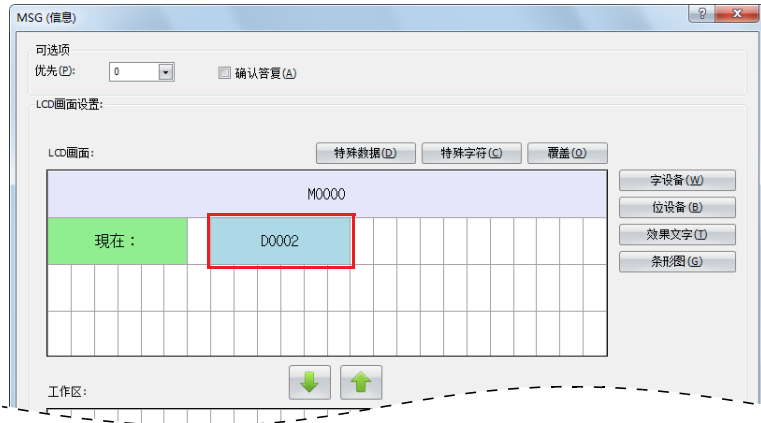 MSG (信息)
可选项
优先(P): 0 确认答复(A)
LCD画面设置:
LCD画面: 特殊数据(D) 特殊字符(C) 覆盖(O)
M0000 字设备(W)
位设备(B)
現在： D0002 效果文字(T)
条形图(G)
工作区: